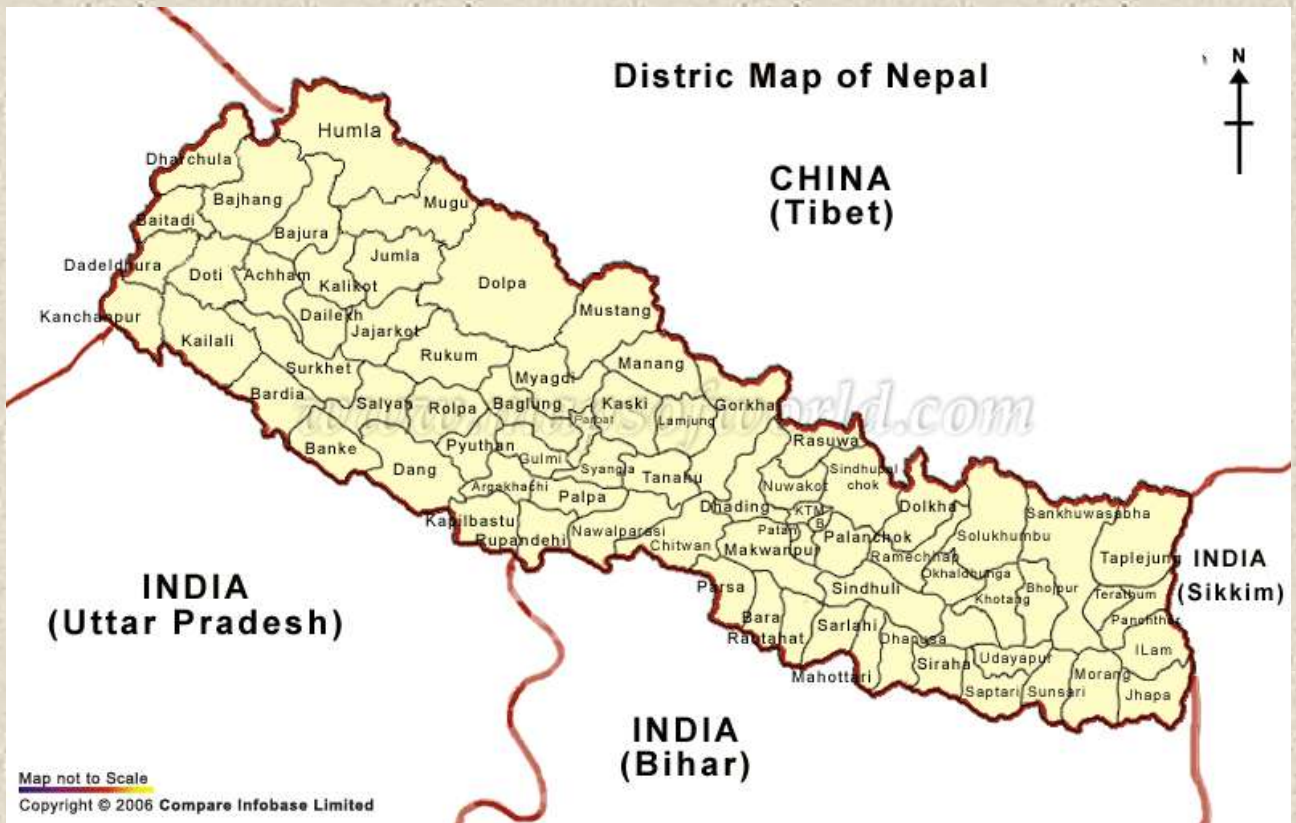 Distric Map of Nepal
N
CHINA
(Tibet)
Humla
Dharchula
Bajhang
Mugu
Baitadi
Bajura
Jumla
Dadeldhura
Doti
Achham
Kalikot
Dolpa
Mustang
Kanchanpur
Dailekh
Jajarkot
Kailali
Rukum
Manang
Surkhet
Myagdi
Bardia
Salyan
Rolpa
Baglung
Kaski
Gorkha
Parbat
Lamjung
Banke
Pyuthan
Rasuwa
Dang
Gulmi
Syangla
Tanahu
Nuwakot
Sindhupal
chok
Argakhachi
Palpa
Dhading
KTM
Dolkha
Sankhuwasabha
Kapilbastu
Rupandehi
Nawalparasi
Patan
B
Palanchok
Solukhumbu
Chitwan
Makwanpur
Ramechhap
Taplejung
INDIA
(Sikkim)
Okhaldhunga
Parsa
Sindhuli
Khotaag
Bhojpur
Terathum
Bara
Sarlahi
Panchthar
Rautahat
Dhanusa
ILam
Siraha
Udayapur
Mahottari
Morang
Saptari
Sunsari
Jhapa
INDIA
(Uttar Pradesh)
INDIA
(Bihar)
Map not to Scale
Copyright © 2006 Compare Infobase Limited